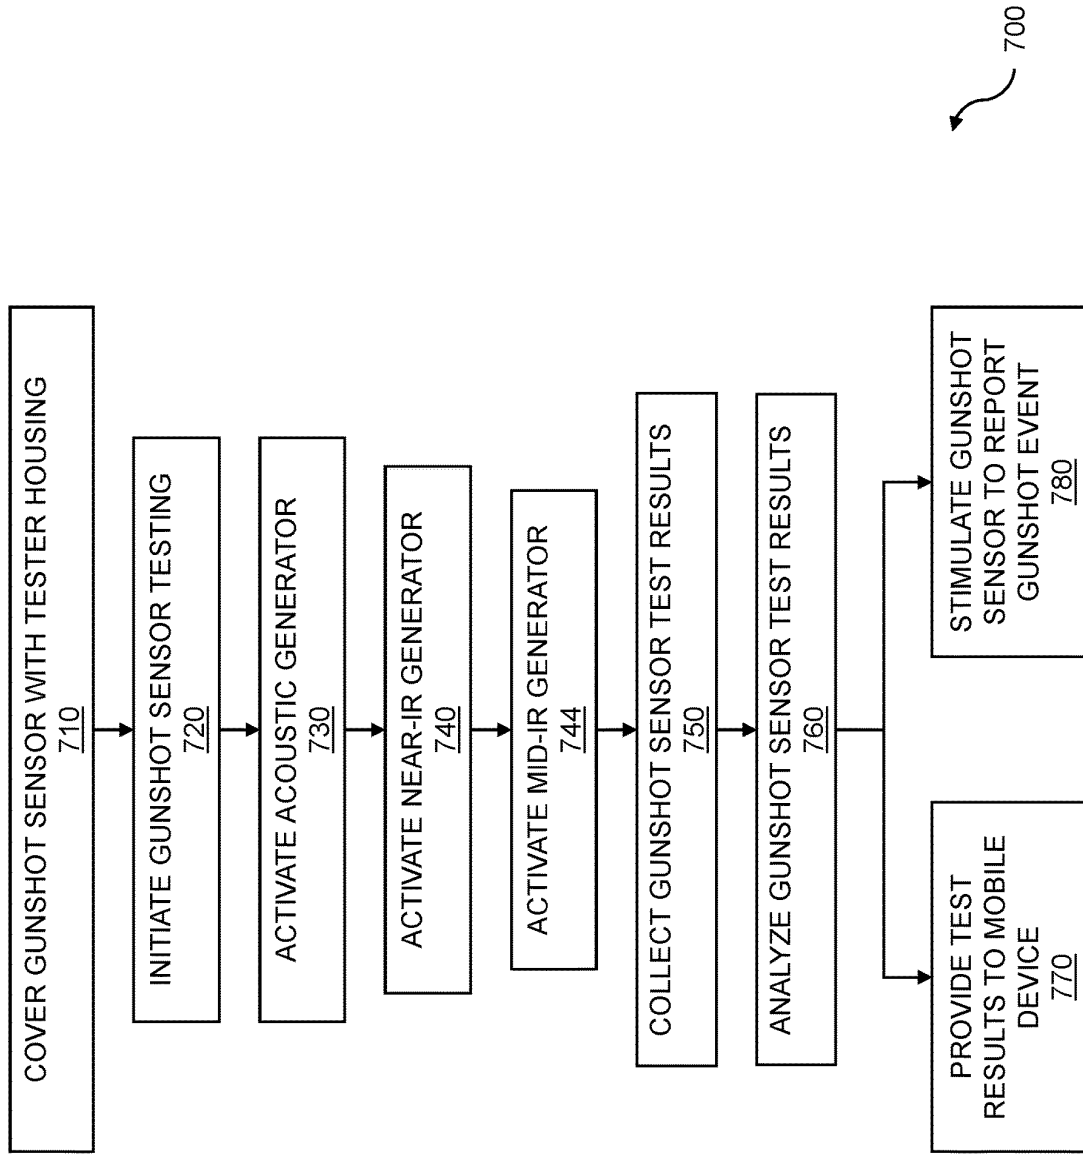 COVER GUNSHOT SENSOR WITH TESTER HOUSING
710
INITIATE GUNSHOT SENSOR TESTING
720
ACTIVATE ACOUSTIC GENERATOR
730
ACTIVATE NEAR-IR GENERATOR
740
ACTIVATE MID-IR GENERATOR
744
COLLECT GUNSHOT SENSOR TEST RESULTS
750
ANALYZE GUNSHOT SENSOR TEST RESULTS
760
PROVIDE TEST
RESULTS TO MOBILE
DEVICE
770
STIMULATE GUNSHOT
SENSOR TO REPORT
GUNSHOT EVENT
780
700